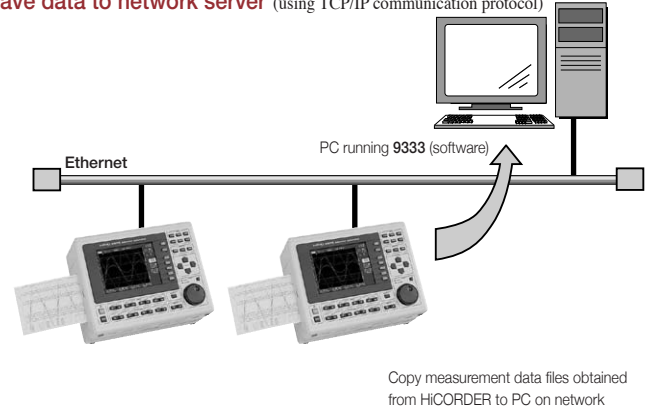 ave data to network server (using TCP/IP communication protocol)
PC running 9333 (software)
Ethernet
Copy measurement data files obtained
from HiCORDER to PC on network